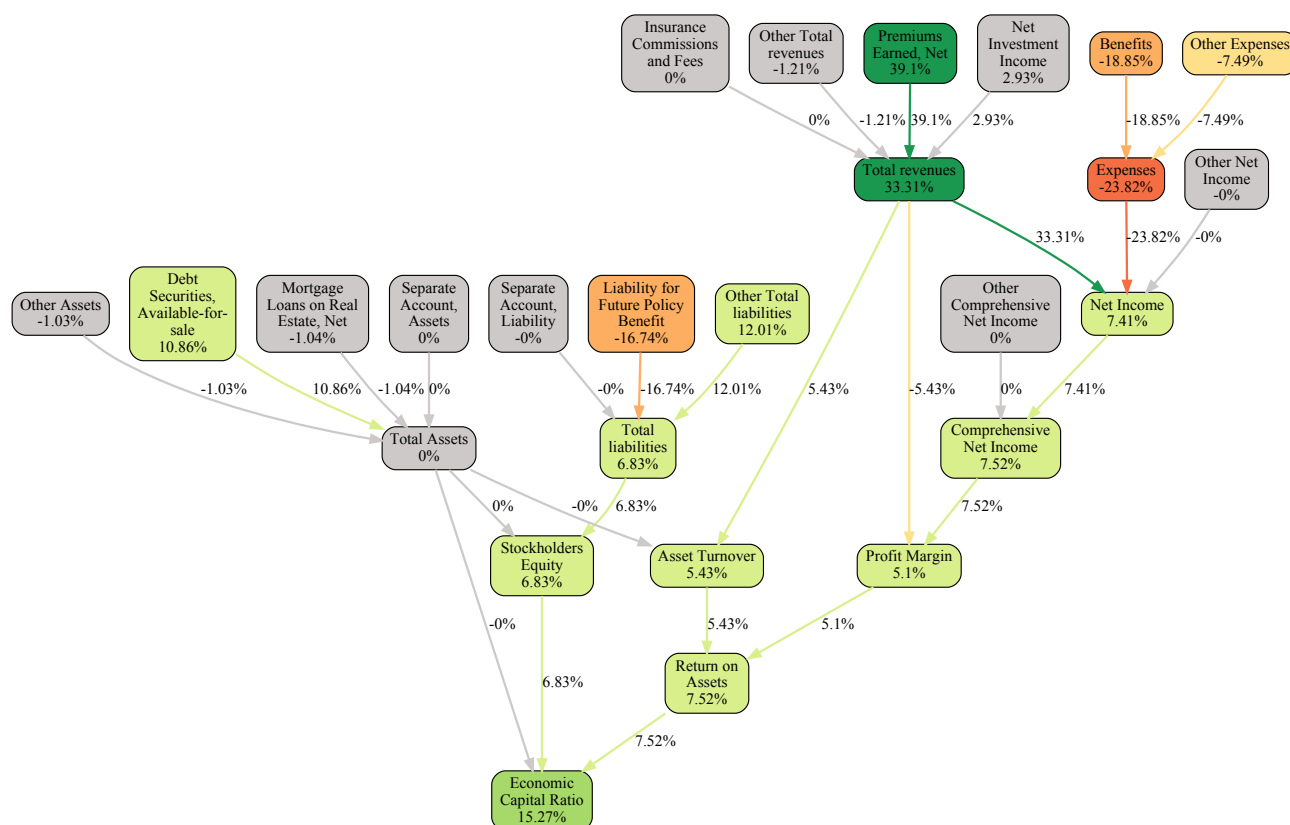 Insurance
Commissions
and Fees
0%
Other Total
revenues
-1.21%
Premiums
Earned, Net
39.1%
Net
Investment
Income
2.93%
Benefits
-18.85%
Other Expenses
-7.49%
0%
-1.21%
39.1%
2.93%
-18.85%
-7.49%
Total revenues
33.31%
Expenses
-23.82%
Other Net
Income
-0%
33.31%
-23.82%
-0%
Other Assets
-1.03%
Debt
Securities,
Available-for-
sale
10.86%
Mortgage
Loans on Real
Estate, Net
-1.04%
Separate
Account,
Assets
0%
Separate
Account,
Liability
-0%
Liability for
Future Policy
Benefit
-16.74%
Other Total
liabilities
12.01%
Other
Comprehensive
Net Income
0%
Net Income
7.41%
-1.03%
10.86%
-1.04%
0%
-0%
-16.74%
12.01%
5.43%
-5.43%
0%
7.41%
Total Assets
0%
Total
liabilities
6.83%
Comprehensive
Net Income
7.52%
0%
6.83%
-0%
7.52%
Stockholders
Equity
6.83%
Asset Turnover
5.43%
Profit Margin
5.1%
-0%
5.43%
5.1%
Return on
Assets
7.52%
6.83%
7.52%
Economic
Capital Ratio
15.27%